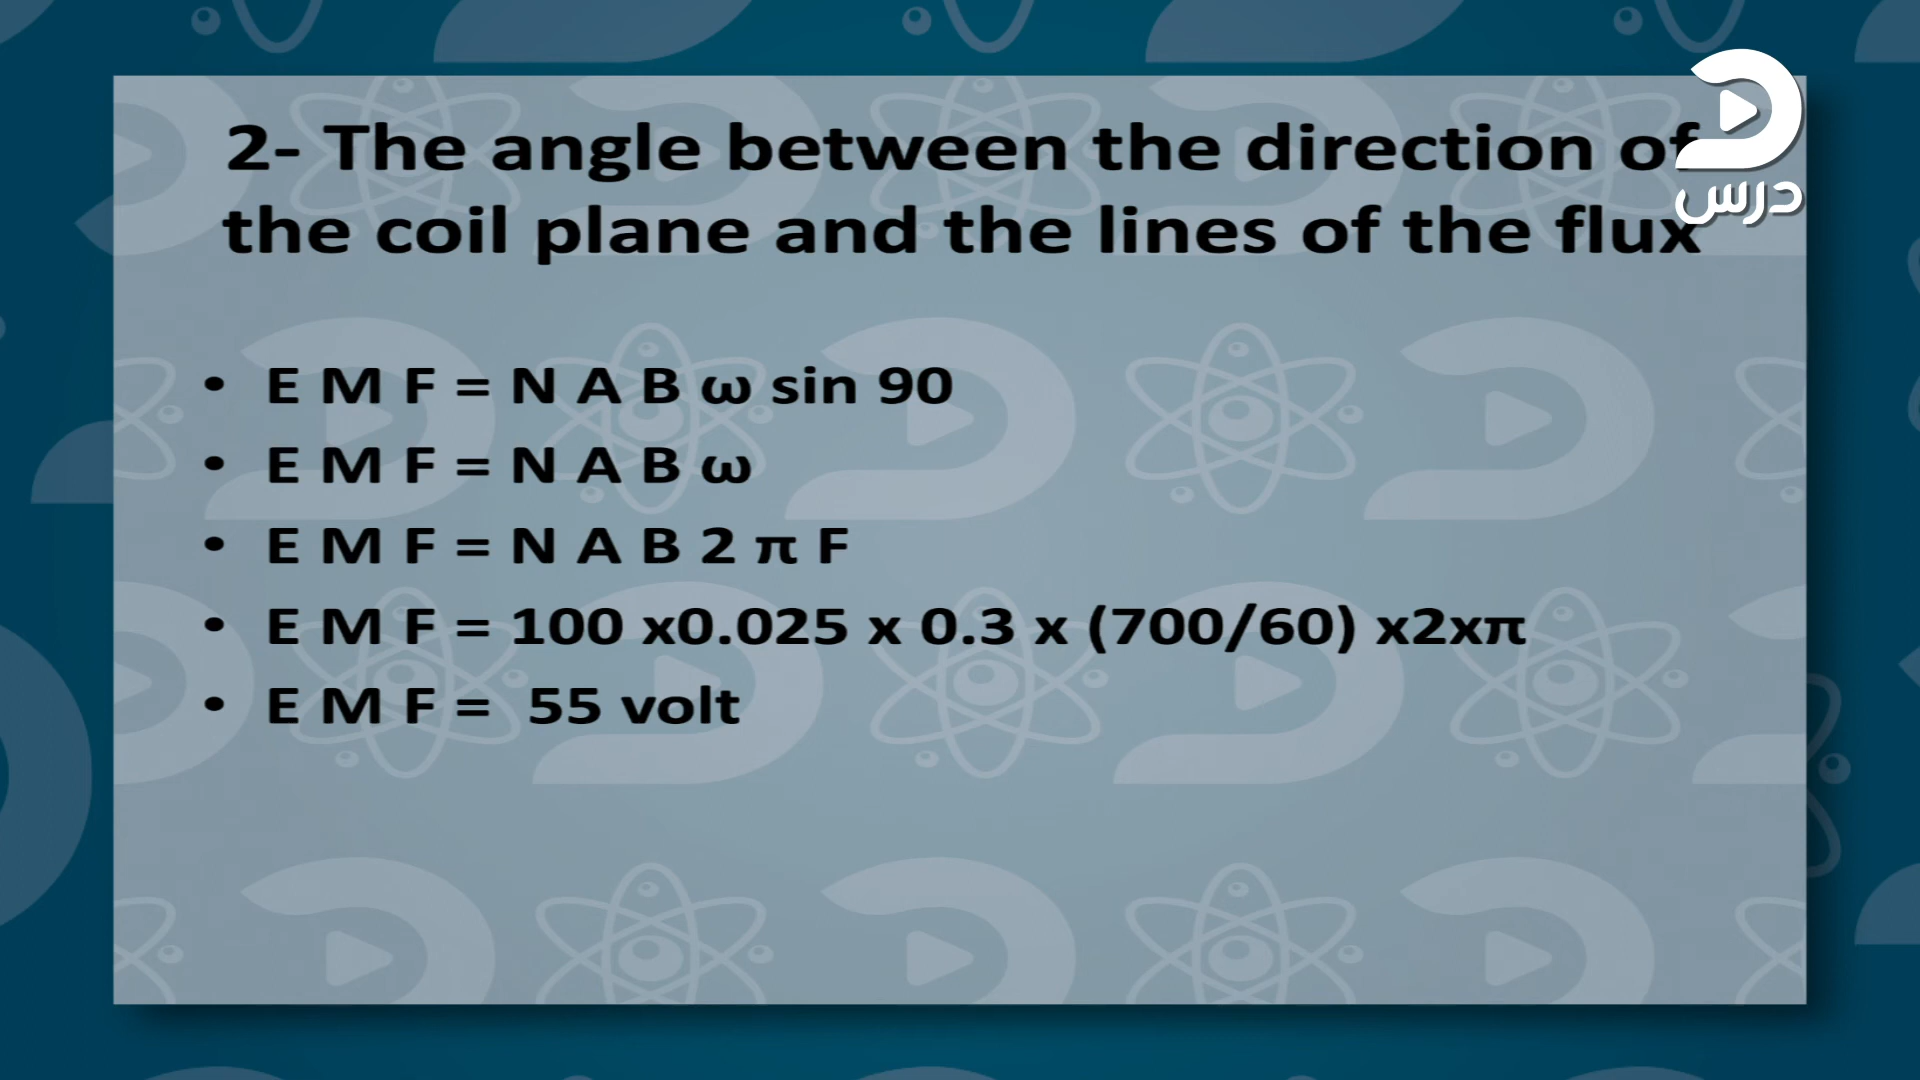 2- The angle between the direction of
the coil plane and the lines of the flux
درس
• E M F = N A B ω sin 90
• E M F = N A B ω
• E M F = N A B 2 π F
• E M F = 100 x0.025 x 0.3 x (700/60) x2xπ
• E M F = 55 volt